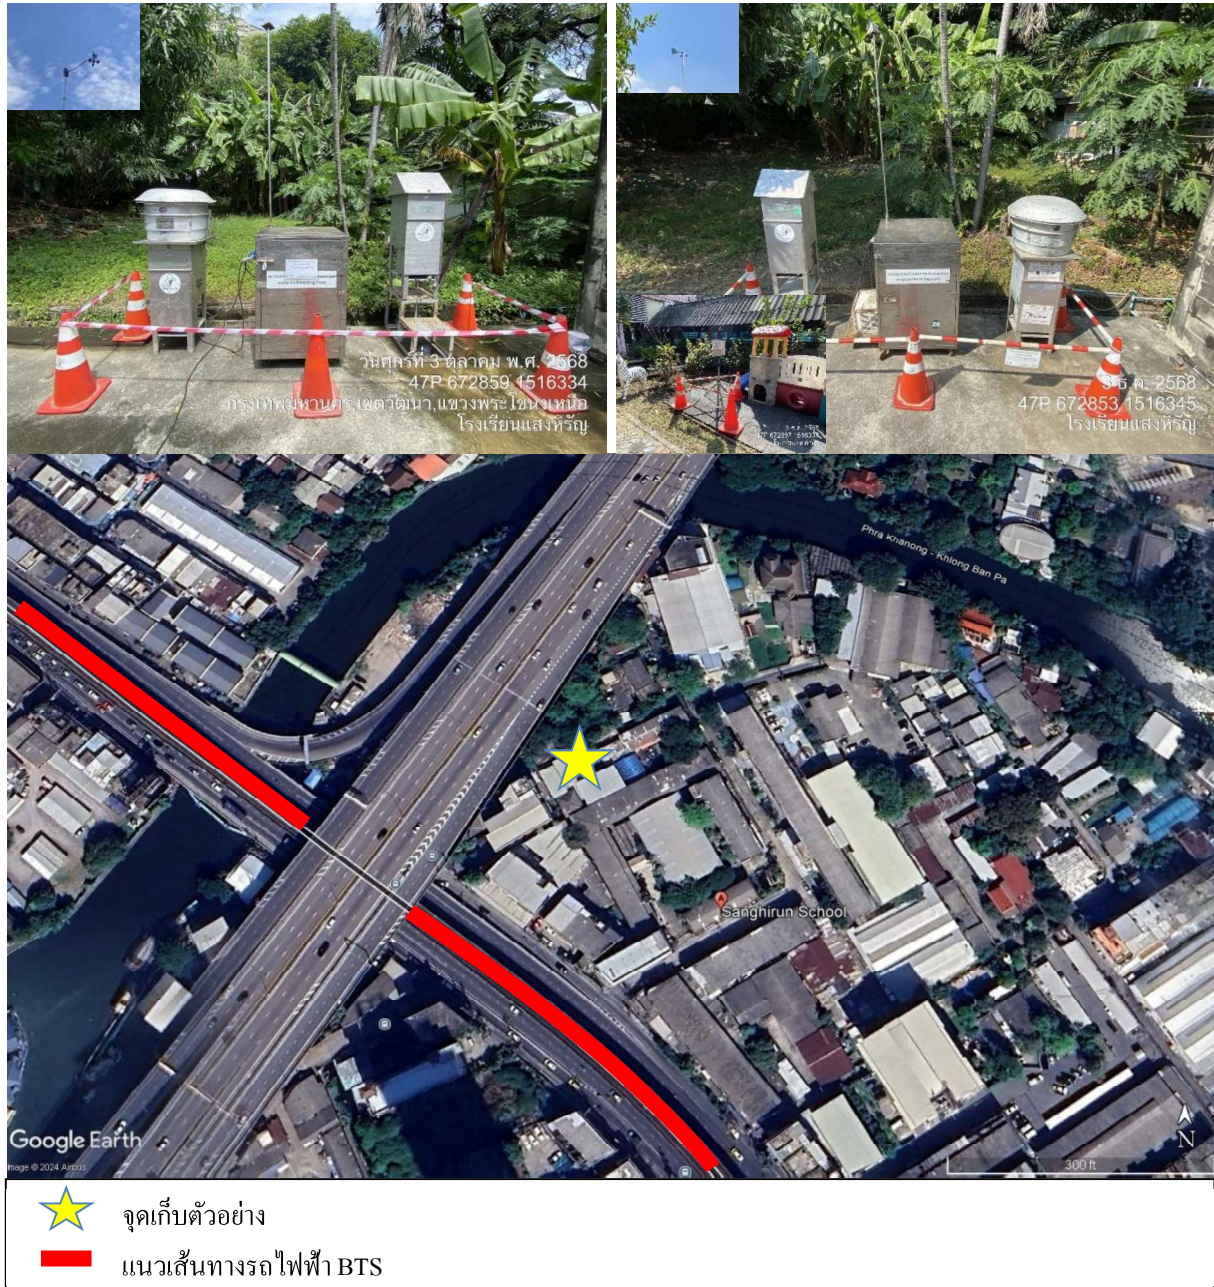 วันศุกร์ที่ 3 ตุลาคม พ.ศ. 2568
47P 672859 1516334
กรุงเทพมหานคร,เขตวัฒนา,แขวงพระโขนงเหนือ
โรงเรียนแสงหิรัญ
26
5 ธ.ค. 2568
47P 672853 1516345
โรงเรียนแสงหิรัญ
Phra Khanong - Khlong Ban Pa
Sanghirun School
Google Earth
Image © 2024 Airbus
N
300 ft
จุดเก็บตัวอย่าง
แนวเส้นทางรถไฟฟ้า BTS